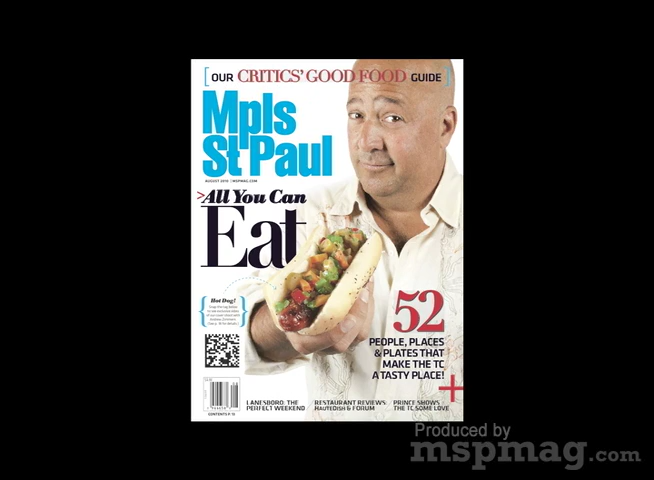 [ OUR CRITICS' GOOD FOOD GUIDE ]
Mpls
St Paul
AUGUST 2010 | MSPMAG.COM
>All You Can
Eat
Hot Dog!
52
PEOPLE, PLACES
& PLATES THAT
MAKE THE TC
A TASTY PLACE!
+
LANESBORO: THE
PERFECT WEEKEND
RESTAURANT REVIEWS:
HAUTEDISH & FORUM
PRINCE SHOWS
THE TC SOME LOVE
CONTENTS P. 10
Produced by
mspmag.com